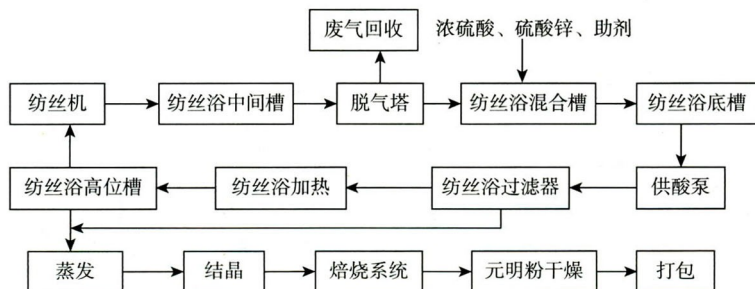 废气回收
浓硫酸、硫酸锌、助剂
纺丝机
纺丝浴中间槽
脱气塔
纺丝浴混合槽
纺丝浴底槽
纺丝浴高位槽
纺丝浴加热
纺丝浴过滤器
供酸泵
蒸发
结晶
焙烧系统
元明粉干燥
打包